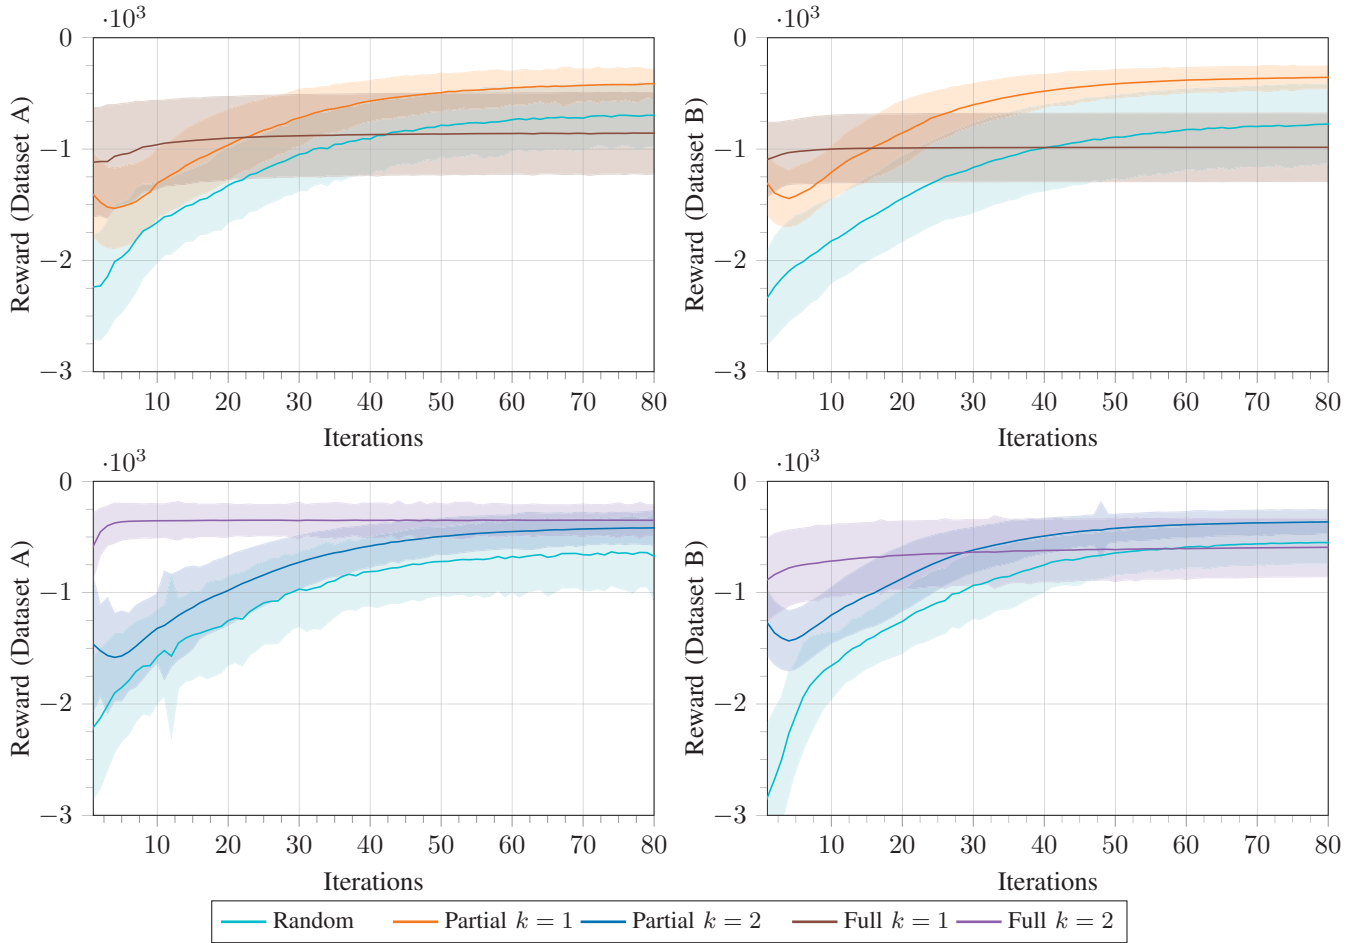 ·10³ ·10³
0 0
−1 −1
−2 −2
−3 −3
Reward (Dataset A) Reward (Dataset B)
10 20 30 40 50 60 70 80 10 20 30 40 50 60 70 80
Iterations Iterations
·10³ ·10³
0 0
−1 −1
−2 −2
−3 −3
Reward (Dataset A) Reward (Dataset B)
10 20 30 40 50 60 70 80 10 20 30 40 50 60 70 80
Iterations Iterations
Random Partial k = 1 Partial k = 2 Full k = 1 Full k = 2